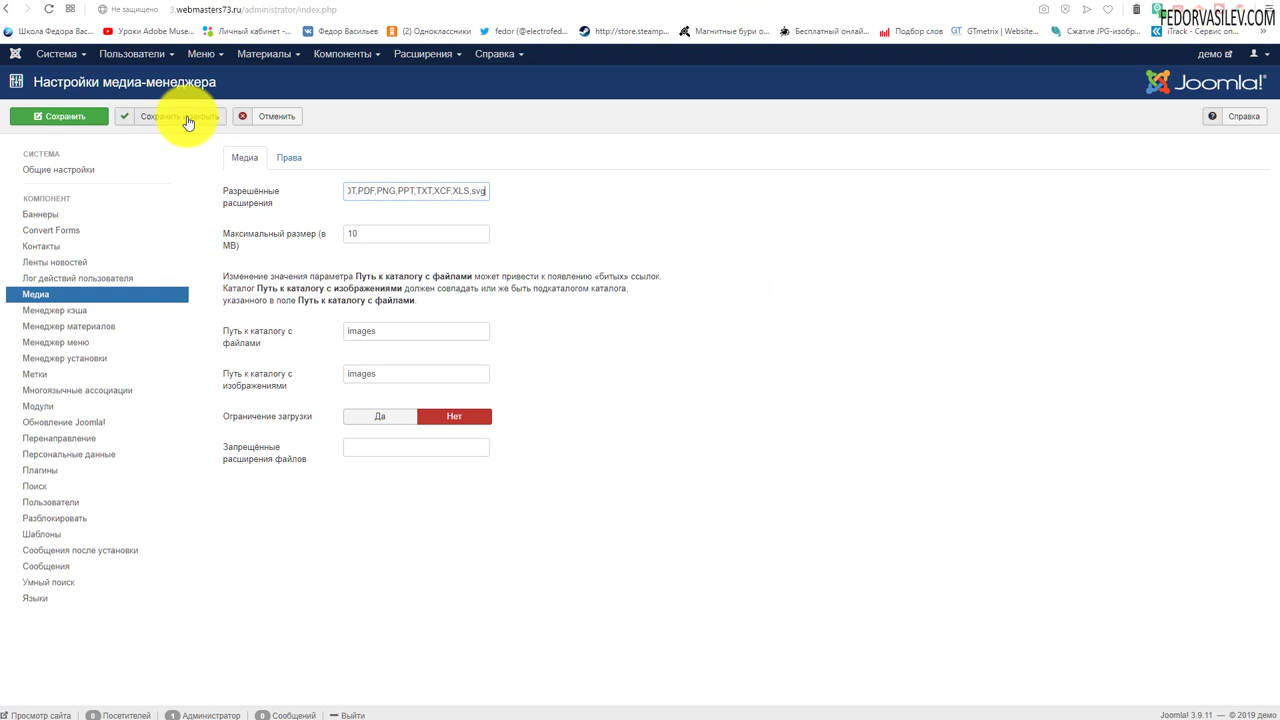 Не защищено
3.webmasters73.ru/administrator/index.php
FEDORVASILEV.COM
Школа Федора Вас...
Уроки Adobe Muse...
Личный кабинет -...
Федор Васильев
(2) Одноклассники
fedor (@electrofed...
http://store.steamp...
Магнитные бури о...
Бесплатный онлай...
Подбор слов
GTmetrix | Website...
Сжатие JPG-изобр...
iTrack - Сервис оп...
Система
Пользователи
Меню
Материалы
Компоненты
Расширения
Справка
демо
Настройки медиа-менеджера
Joomla!
Сохранить
Сохранить и закрыть
Отменить
Справка
СИСТЕМА
Общие настройки
КОМПОНЕНТ
Баннеры
Convert Forms
Контакты
Ленты новостей
Лог действий пользователя
Медиа
Менеджер кэша
Менеджер материалов
Менеджер меню
Менеджер установки
Метки
Многоязычные ассоциации
Модули
Обновление Joomla!
Перенаправление
Персональные данные
Плагины
Поиск
Пользователи
Разблокировать
Шаблоны
Сообщения после установки
Сообщения
Умный поиск
Языки
Медиа
Права
Разрешённые
расширения
,PDF,PNG,PPT,TXT,XCF,XLS,svg
Максимальный размер (в
МВ)
10
Изменение значения параметра Путь к каталогу с файлами может привести к появлению «битых» ссылок.
Каталог Путь к каталогу с изображениями должен совпадать или же быть подкаталогом каталога,
указанного в поле Путь к каталогу с файлами.
Путь к каталогу с
файлами
images
Путь к каталогу с
изображениями
images
Ограничение загрузки
Да
Нет
Запрещённые
расширения файлов
Просмотр сайта
0 Посетителей
1 Администратор
0 Сообщений
Выйти
Joomla! 3.9.11 — © 2019 демо